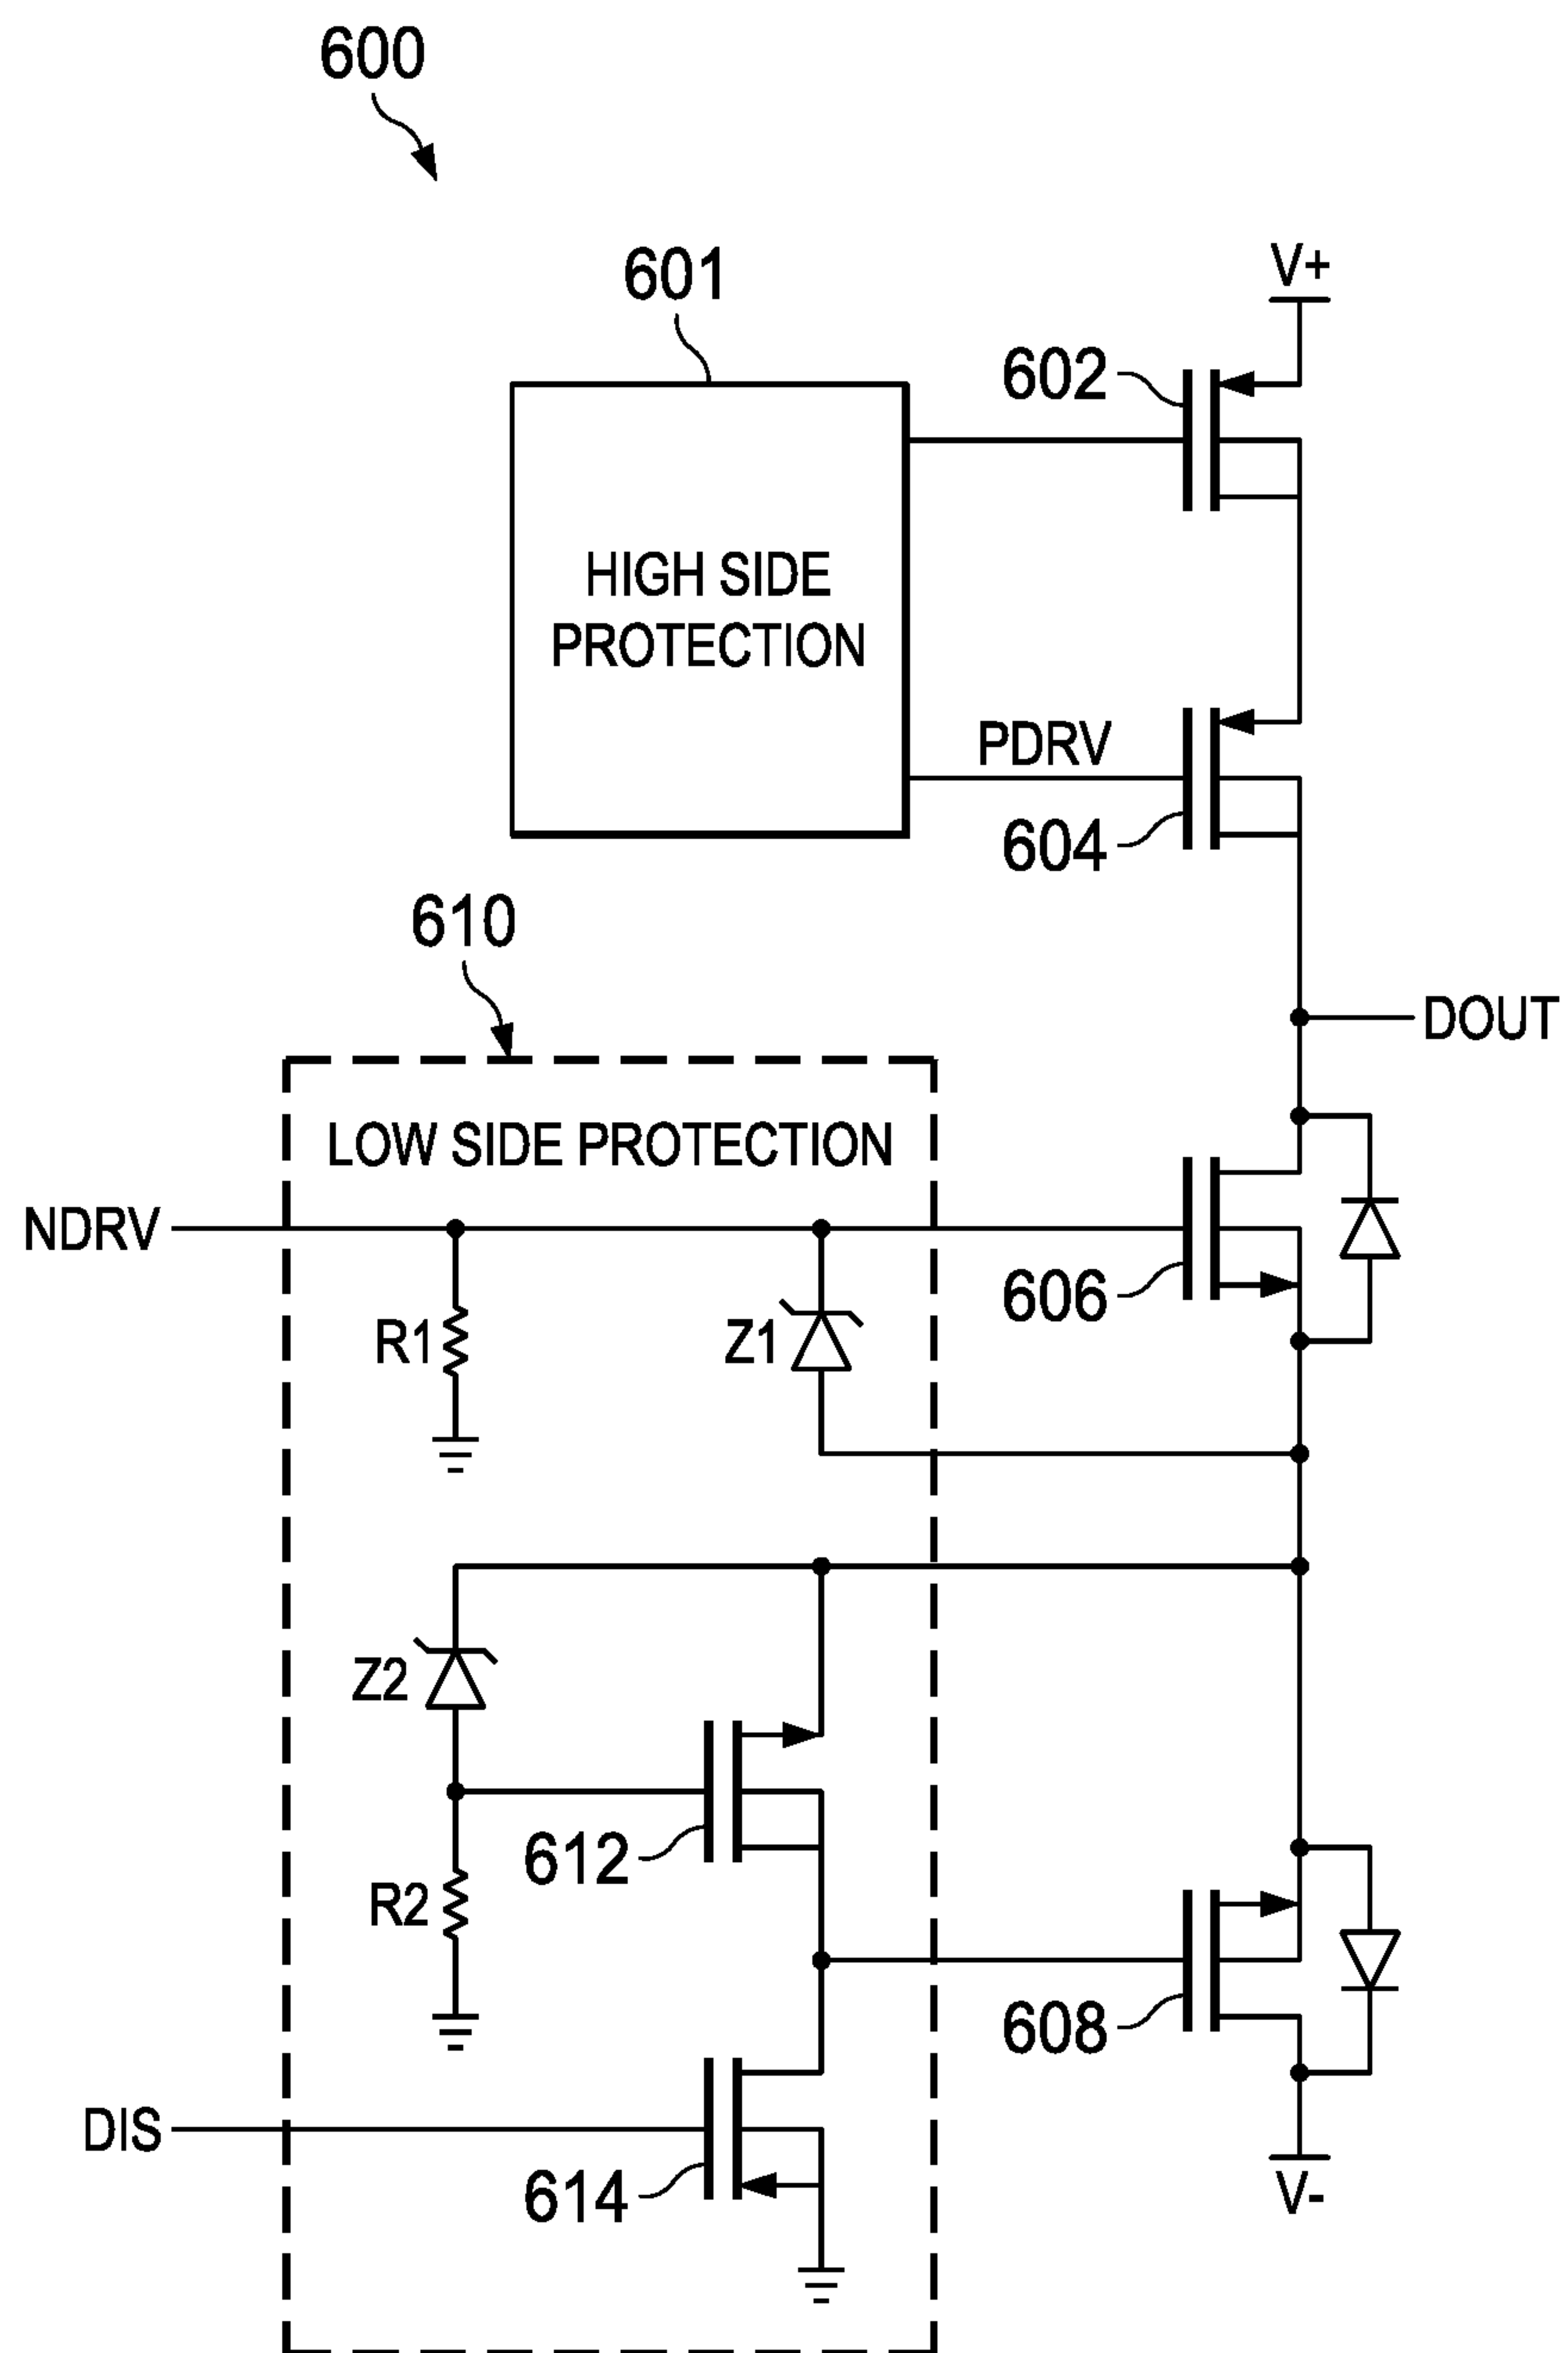 600
601
V+
602
HIGH SIDE
PROTECTION
PDRV
604
610
DOUT
LOW SIDE PROTECTION
NDRV
606
R1
Z1
Z2
612
R2
608
DIS
614
V-